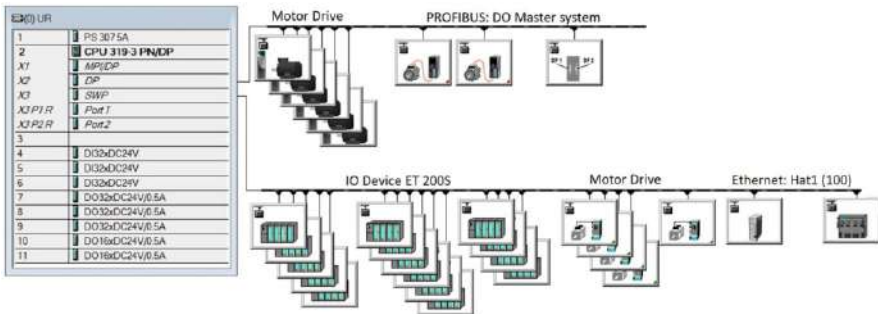 (0) UR
1 PS 307 5A
2 CPU 319-3 PN/DP
X1 MPI/DP
X2 DP
X3 SWP
X3 P1 R Port 1
X3 P2 R Port 2
3
4 DI32xDC24V
5 DI32xDC24V
6 DI32xDC24V
7 DO32xDC24V/0.5A
8 DO32xDC24V/0.5A
9 DO32xDC24V/0.5A
10 DO16xDC24V/0.5A
11 DO16xDC24V/0.5A
Motor Drive
PROFIBUS: DO Master system
DP1 DP2
IO Device ET 200S
Motor Drive
Ethernet: Hat1 (100)